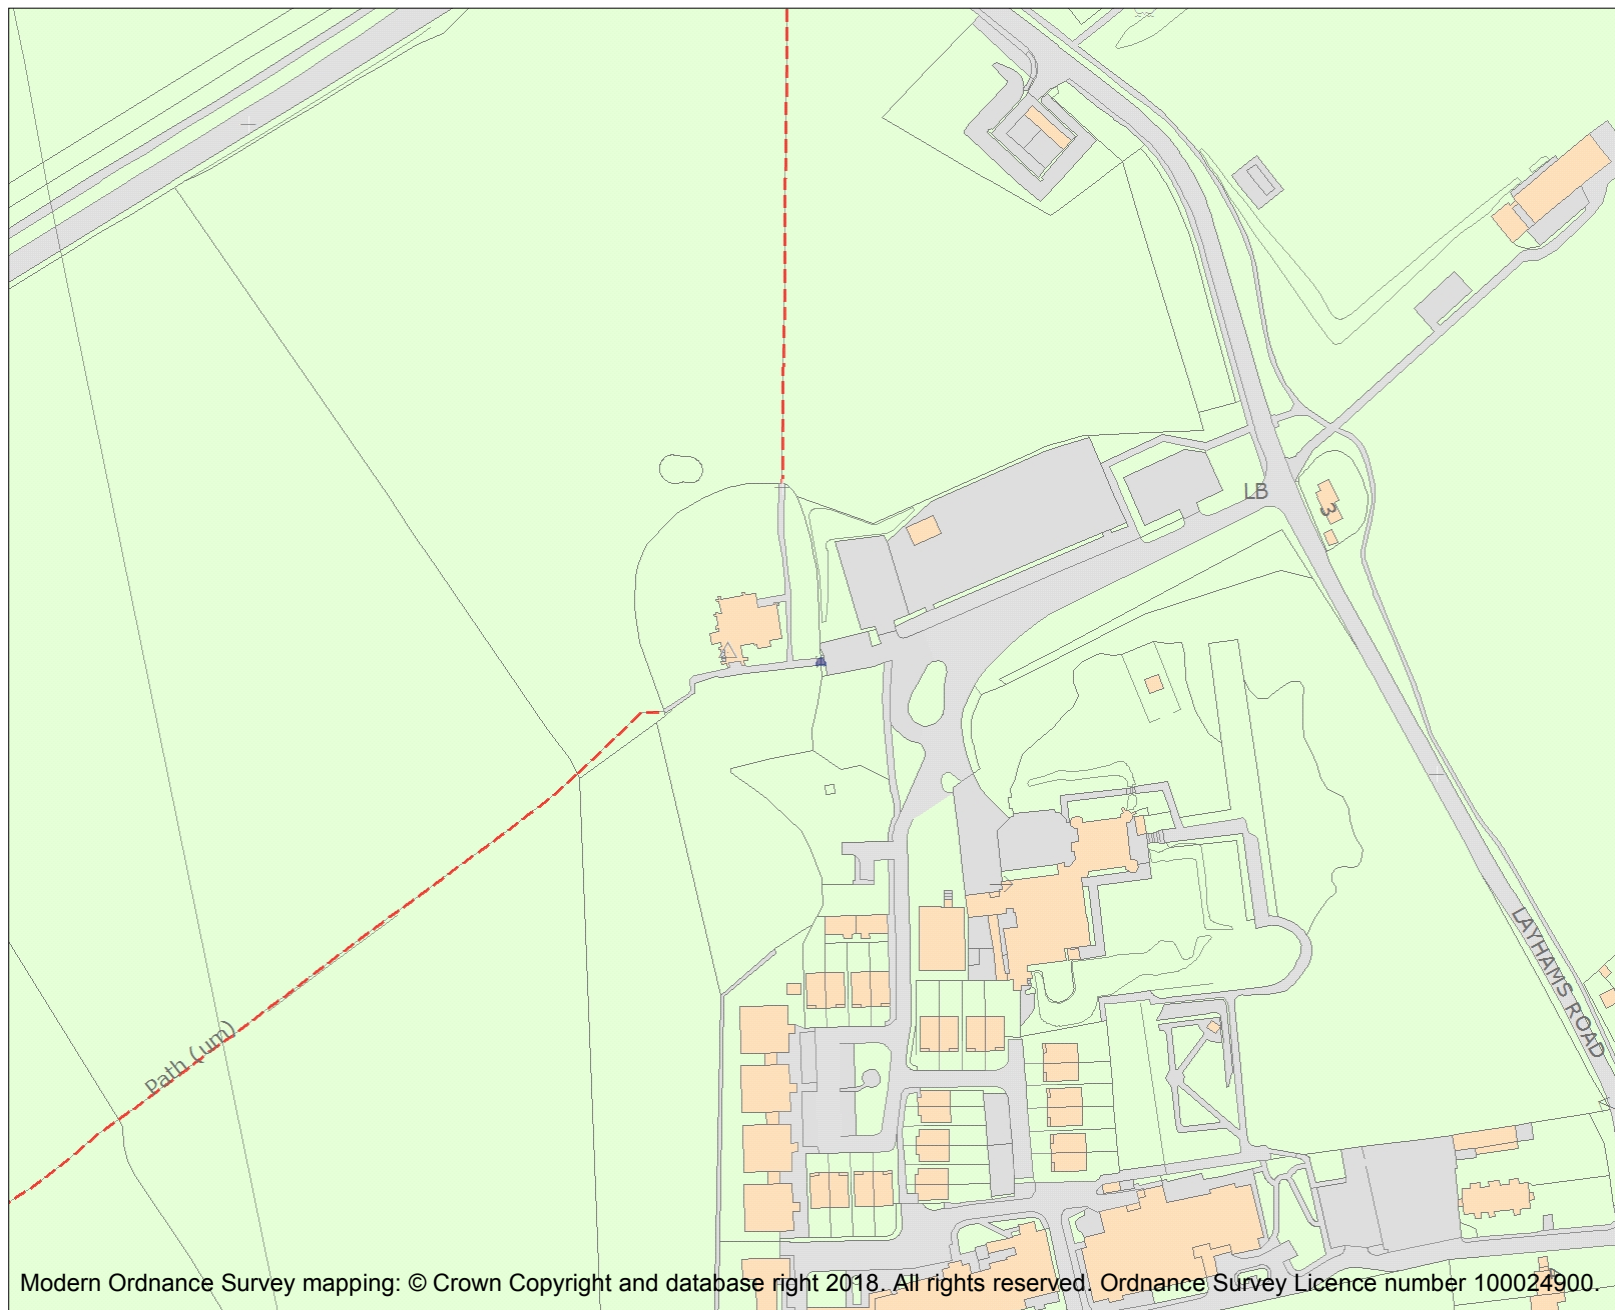 LB
3
LAYHAMS ROAD
Path (um)
Modern Ordnance Survey mapping: © Crown Copyright and database right 2018. All rights reserved. Ordnance Survey Licence number 100024900.